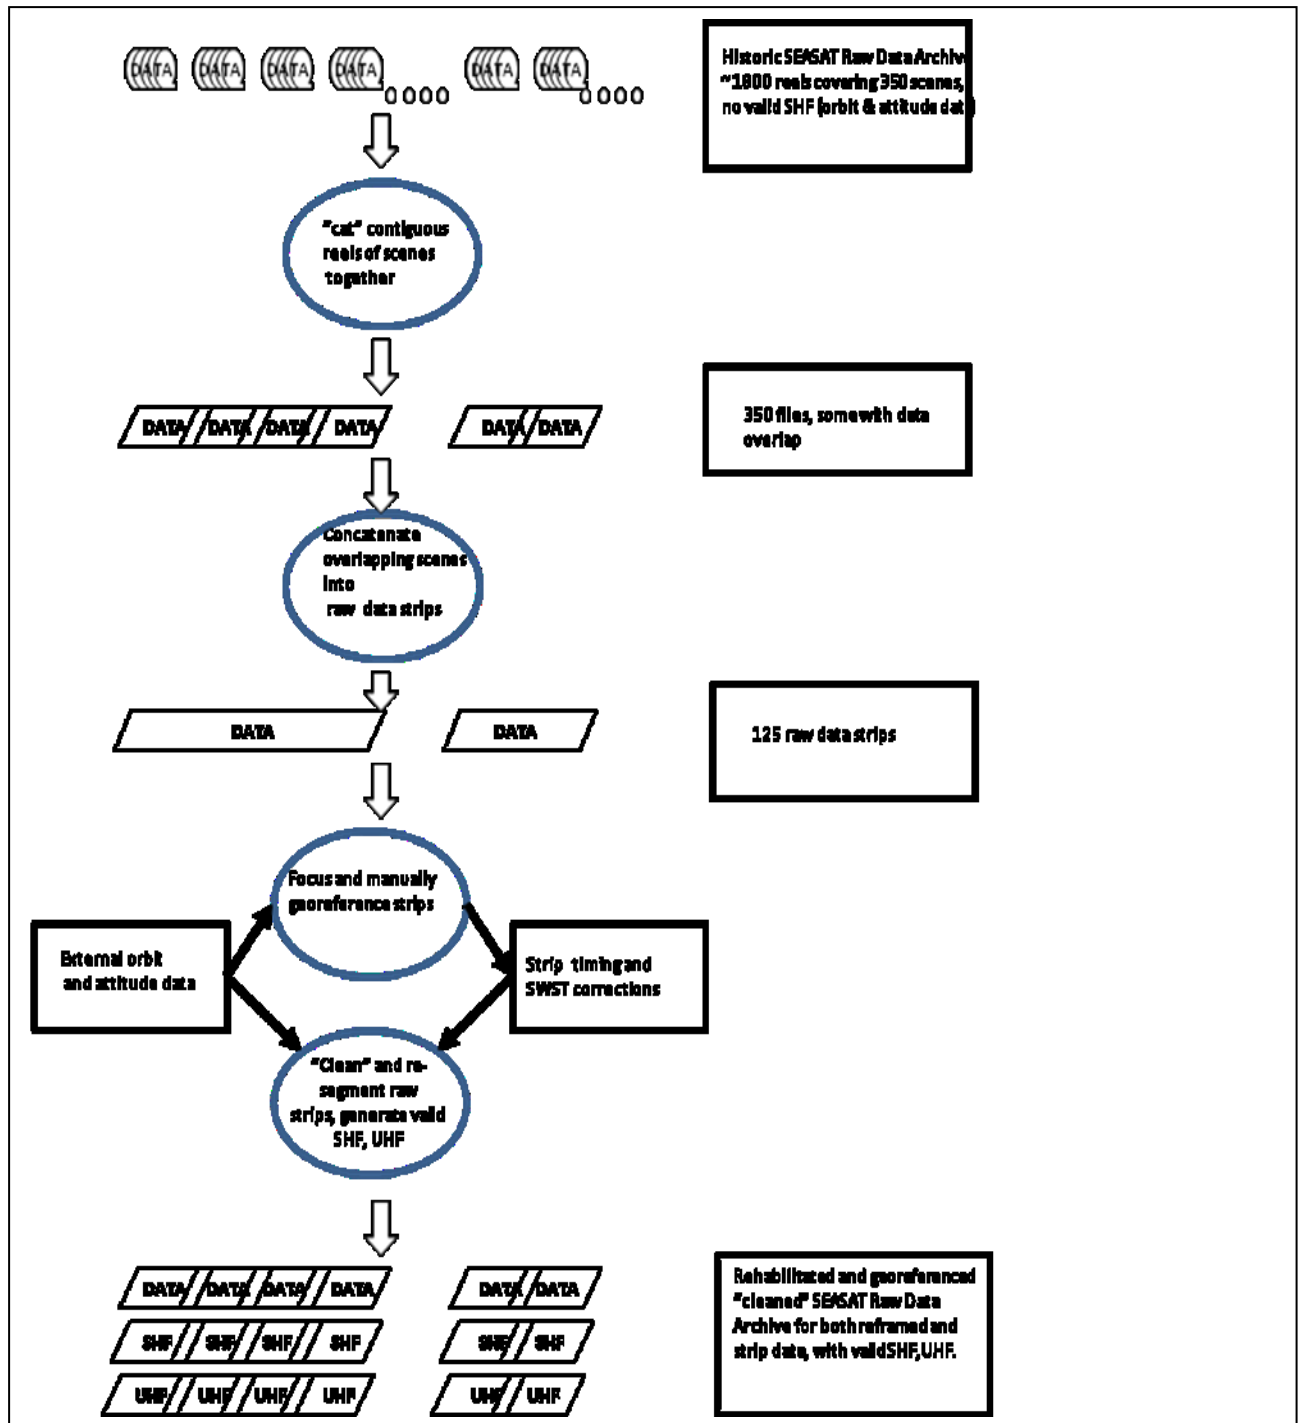 DATA DATA DATA DATA DATA DATA
Historic SEASAT Raw Data Archive
~1800 reels covering 350 scenes,
no valid SHF (orbit & attitude data)
"cat" contiguous
reels of scenes
together
DATA DATA DATA DATA DATA DATA
350 files, some with data
overlap
Concatenate
overlapping scenes
into
raw data strips
DATA DATA
125 raw data strips
Focus and manually
georeference strips
External orbit
and attitude data
Strip timing and
SWST corrections
"Clean" and re-
segment raw
strips, generate valid
SHF, UHF
DATA DATA DATA DATA DATA DATA
SHF SHF SHF SHF SHF SHF
UHF UHF UHF UHF UHF UHF
Rehabilitated and georeferenced
"cleaned" SEASAT Raw Data
Archive for both reframed and
strip data, with valid SHF, UHF.